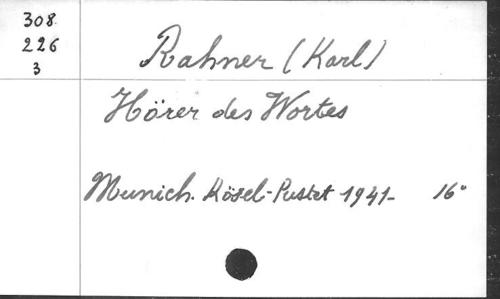 308
226
3
Rahner (Karl)
Hörer des Wortes
Munich. Kösel-Pustet 1941- 16°